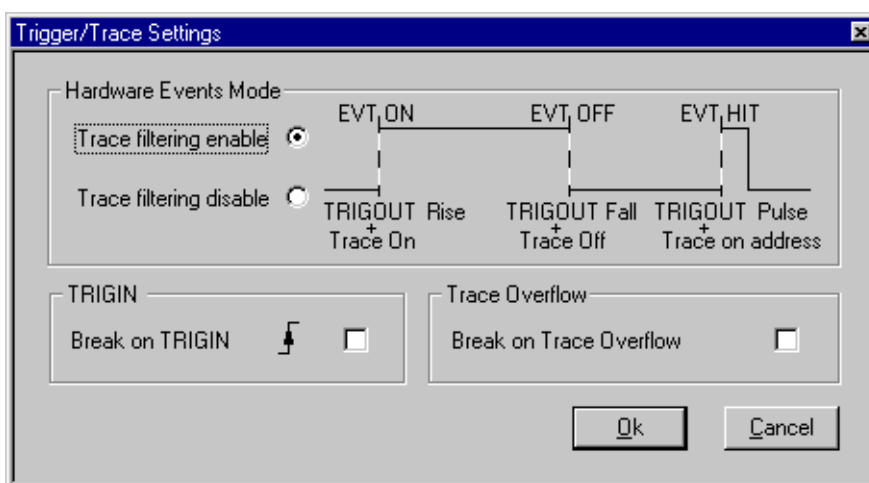 Trigger/Trace Settings
Hardware Events Mode
Trace filtering enable
Trace filtering disable
EVT ON EVT OFF EVT HIT
TRIGOUT Rise TRIGOUT Fall TRIGOUT Pulse
+ + +
Trace On Trace Off Trace on address
TRIGIN
Break on TRIGIN
Trace Overflow
Break on Trace Overflow
Ok
Cancel